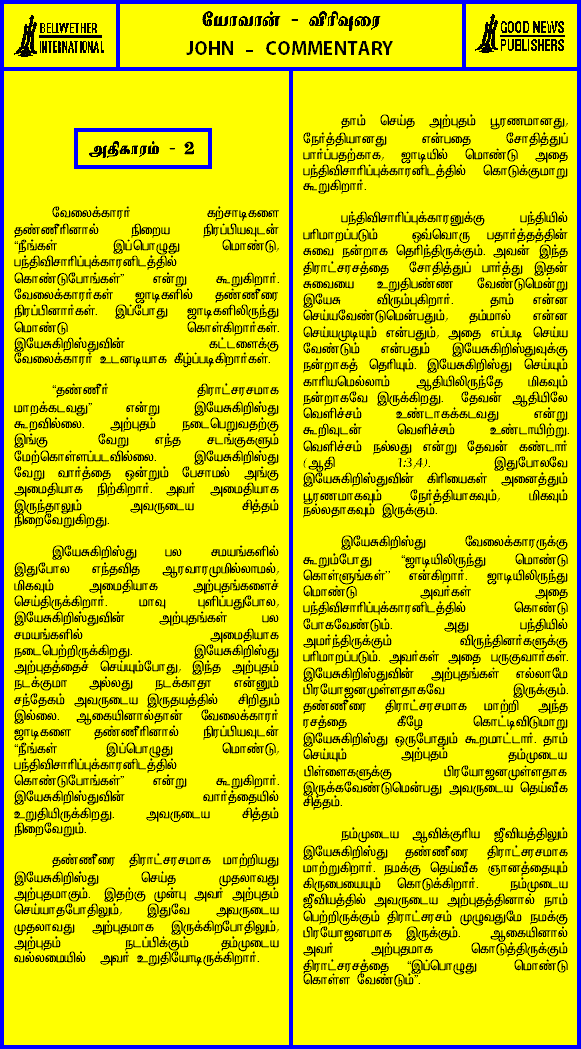 BELWETHER
INTERNATIONAL
யோவான் - விரிவுரை
JOHN - COMMENTARY
GOOD NEWS
PUBLISHERS
அதிகாரம் - 2
வேலைக்காரர் கற்சாடிகளை
தண்ணீரினால் நிறைய நிரப்பியவுடன்
“நீங்கள் இப்பொழுது மொண்டு,
பந்திவிசாரிப்புக்காரனிடத்தில்
கொண்டுபோங்கள்” என்று கூறுகிறார்.
வேலைக்காரர்கள் ஜாடிகளில் தண்ணீரை
நிரப்பினார்கள். இப்போது ஜாடிகளிலிருந்து
மொண்டு கொள்கிறார்கள்.
இயேசுகிறிஸ்துவின் கட்டளைக்கு
வேலைக்காரர் உடனடியாக கீழ்ப்படிகிறார்கள்.
“தண்ணீர் திராட்சரசமாக
மாறக்கடவது” என்று இயேசுகிறிஸ்து
கூறவில்லை. அற்புதம் நடைபெறுவதற்கு
இங்கு வேறு எந்த சடங்குகளும்
மேற்கொள்ளப்படவில்லை. இயேசுகிறிஸ்து
வேறு வார்த்தை ஒன்றும் பேசாமல் அங்கு
அமைதியாக நிற்கிறார். அவர் அமைதியாக
இருந்தாலும் அவருடைய சித்தம்
நிறைவேறுகிறது.
இயேசுகிறிஸ்து பல சமயங்களில்
இதுபோல எந்தவித ஆரவாரமுமில்லாமல்,
மிகவும் அமைதியாக அற்புதங்களைச்
செய்திருக்கிறார். மாவு புளிப்பதுபோல,
இயேசுகிறிஸ்துவின் அற்புதங்கள் பல
சமயங்களில் அமைதியாக
நடைபெற்றிருக்கிறது. இயேசுகிறிஸ்து
அற்புதத்தைச் செய்யும்போது, இந்த அற்புதம்
நடக்குமா அல்லது நடக்காதா என்னும்
சந்தேகம் அவருடைய இருதயத்தில் சிறிதும்
இல்லை. ஆகையினால்தான் வேலைக்காரர்
ஜாடிகளை தண்ணீரினால் நிரப்பியவுடன்
“நீங்கள் இப்பொழுது மொண்டு,
பந்திவிசாரிப்புக்காரனிடத்தில்
கொண்டுபோங்கள்” என்று கூறுகிறார்.
இயேசுகிறிஸ்துவின் வார்த்தையில்
உறுதியிருக்கிறது. அவருடைய சித்தம்
நிறைவேறும்.
தண்ணீரை திராட்சரசமாக மாற்றியது
இயேசுகிறிஸ்து செய்த முதலாவது
அற்புதமாகும். இதற்கு முன்பு அவர் அற்புதம்
செய்யாதபோதிலும், இதுவே அவருடைய
முதலாவது அற்புதமாக இருக்கிறபோதிலும்,
அற்புதம் நடப்பிக்கும் தம்முடைய
வல்லமையில் அவர் உறுதியோடிருக்கிறார்.
தாம் செய்த அற்புதம் பூரணமானது,
நேர்த்தியானது என்பதை சோதித்துப்
பார்ப்பதற்காக, ஜாடியில் மொண்டு அதை
பந்திவிசாரிப்புக்காரனிடத்தில் கொடுக்குமாறு
கூறுகிறார்.
பந்திவிசாரிப்புக்காரனுக்கு பந்தியில்
பரிமாறப்படும் ஒவ்வொரு பதார்த்தத்தின்
சுவை நன்றாக தெரிந்திருக்கும். அவன் இந்த
திராட்சரசத்தை சோதித்துப் பார்த்து இதன்
சுவையை உறுதிபண்ண வேண்டுமென்று
இயேசு விரும்புகிறார். தாம் என்ன
செய்யவேண்டுமென்பதும், தம்மால் என்ன
செய்யமுடியும் என்பதும், அதை எப்படி செய்ய
வேண்டும் என்பதும் இயேசுகிறிஸ்துவுக்கு
நன்றாகத் தெரியும். இயேசுகிறிஸ்து செய்யும்
காரியமெல்லாம் ஆதியிலிருந்தே மிகவும்
நன்றாகவே இருக்கிறது. தேவன் ஆதியிலே
வெளிச்சம் உண்டாகக்கடவது என்று
கூறிவுடன் வெளிச்சம் உண்டாயிற்று.
வெளிச்சம் நல்லது என்று தேவன் கண்டார்
(ஆதி 1:3,4). இதுபோலவே
இயேசுகிறிஸ்துவின் கிரியைகள் அனைத்தும்
பூரணமாகவும் நேர்த்தியாகவும், மிகவும்
நல்லதாகவும் இருக்கும்.
இயேசுகிறிஸ்து வேலைக்காரருக்கு
கூறும்போது “ஜாடியிலிருந்து மொண்டு
கொள்ளுங்கள்” என்கிறார். ஜாடியிலிருந்து
மொண்டு அவர்கள் அதை
பந்திவிசாரிப்புக்காரனிடத்தில் கொண்டு
போகவேண்டும். அது பந்தியில்
அமர்ந்திருக்கும் விருந்தினர்களுக்கு
பரிமாறப்படும். அவர்கள் அதை பருகுவார்கள்.
இயேசுகிறிஸ்துவின் அற்புதங்கள் எல்லாமே
பிரயோஜனமுள்ளதாகவே இருக்கும்.
தண்ணீரை திராட்சரசமாக மாற்றி அந்த
ரசத்தை கீழே கொட்டிவிடுமாறு
இயேசுகிறிஸ்து ஒருபோதும் கூறமாட்டார். தாம்
செய்யும் அற்புதம் தம்முடைய
பிள்ளைகளுக்கு பிரயோஜனமுள்ளதாக
இருக்கவேண்டுமென்பது அவருடைய தெய்வீக
சித்தம்.
நம்முடைய ஆவிக்குரிய ஜீவியத்திலும்
இயேசுகிறிஸ்து தண்ணீரை திராட்சரசமாக
மாற்றுகிறார். நமக்கு தெய்வீக ஞானத்தையும்
கிருபையையும் கொடுக்கிறார். நம்முடைய
ஜீவியத்தில் அவருடைய அற்புதத்தினால் நாம்
பெற்றிருக்கும் திராட்சரசம் முழுவதுமே நமக்கு
பிரயோஜனமாக இருக்கும். ஆகையினால்
அவர் அற்புதமாக கொடுத்திருக்கும்
திராட்சரசத்தை “இப்பொழுது மொண்டு
கொள்ள வேண்டும்”.